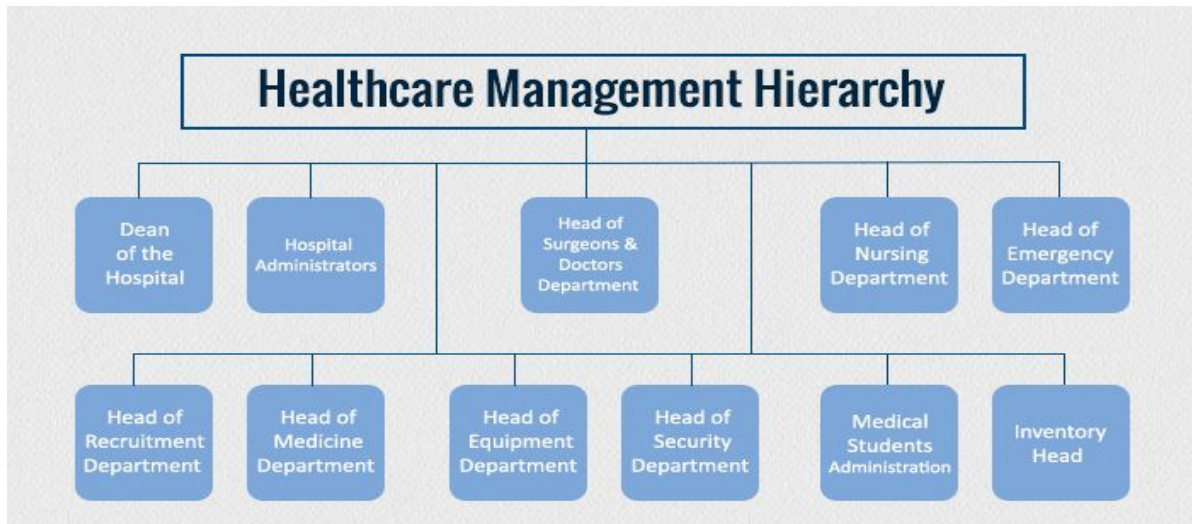 Healthcare Management Hierarchy
Dean
of the
Hospital
Hospital
Administrators
Head of
Surgeons &
Doctors
Department
Head of
Nursing
Department
Head of
Emergency
Department
Head of
Recruitment
Department
Head of
Medicine
Department
Head of
Equipment
Department
Head of
Security
Department
Medical
Students
Administration
Inventory
Head